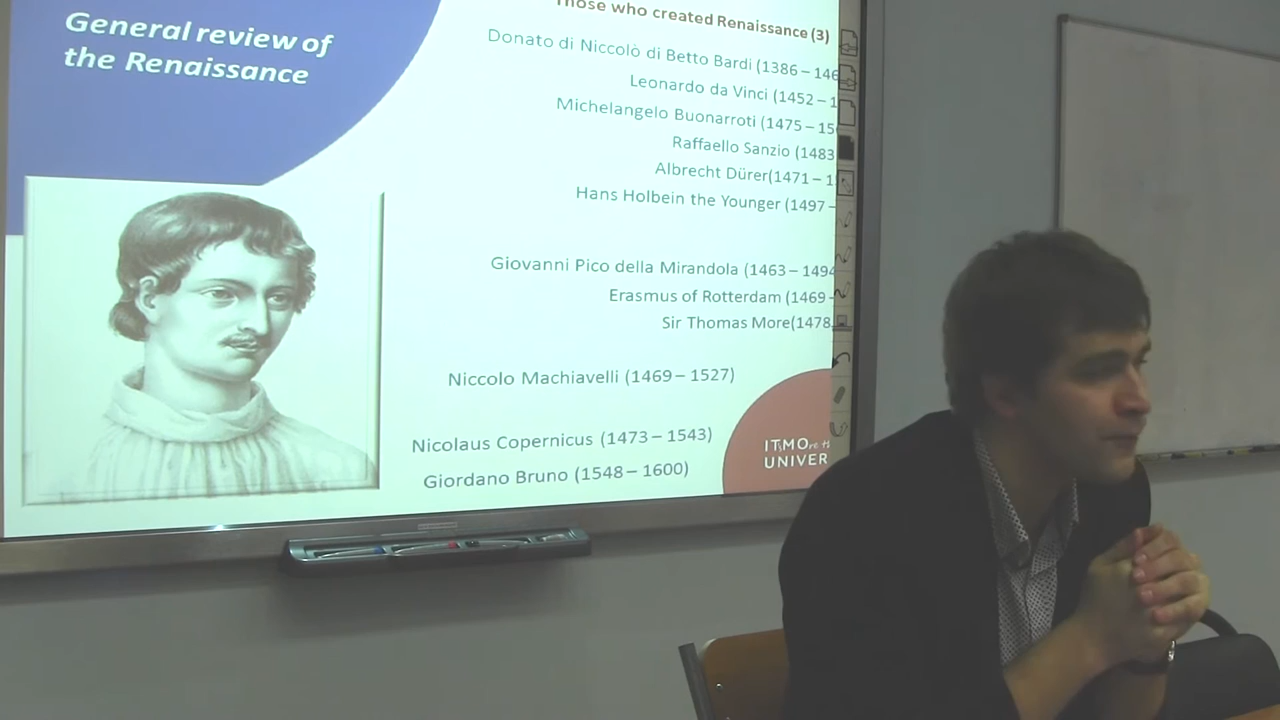 General review of
the Renaissance
Those who created Renaissance (3)
Donato di Niccolò di Betto Bardi (1386 – 146
Leonardo da Vinci (1452 – 1
Michelangelo Buonarroti (1475 – 15
Raffaello Sanzio (1483
Albrecht Dürer(1471 – 1
Hans Holbein the Younger (1497 –
Giovanni Pico della Mirandola (1463 – 1494
Erasmus of Rotterdam (1469 -
Sir Thomas More(1478
Niccolo Machiavelli (1469 – 1527)
Nicolaus Copernicus (1473 – 1543)
Giordano Bruno (1548 – 1600)
ITSMO
UNIVER